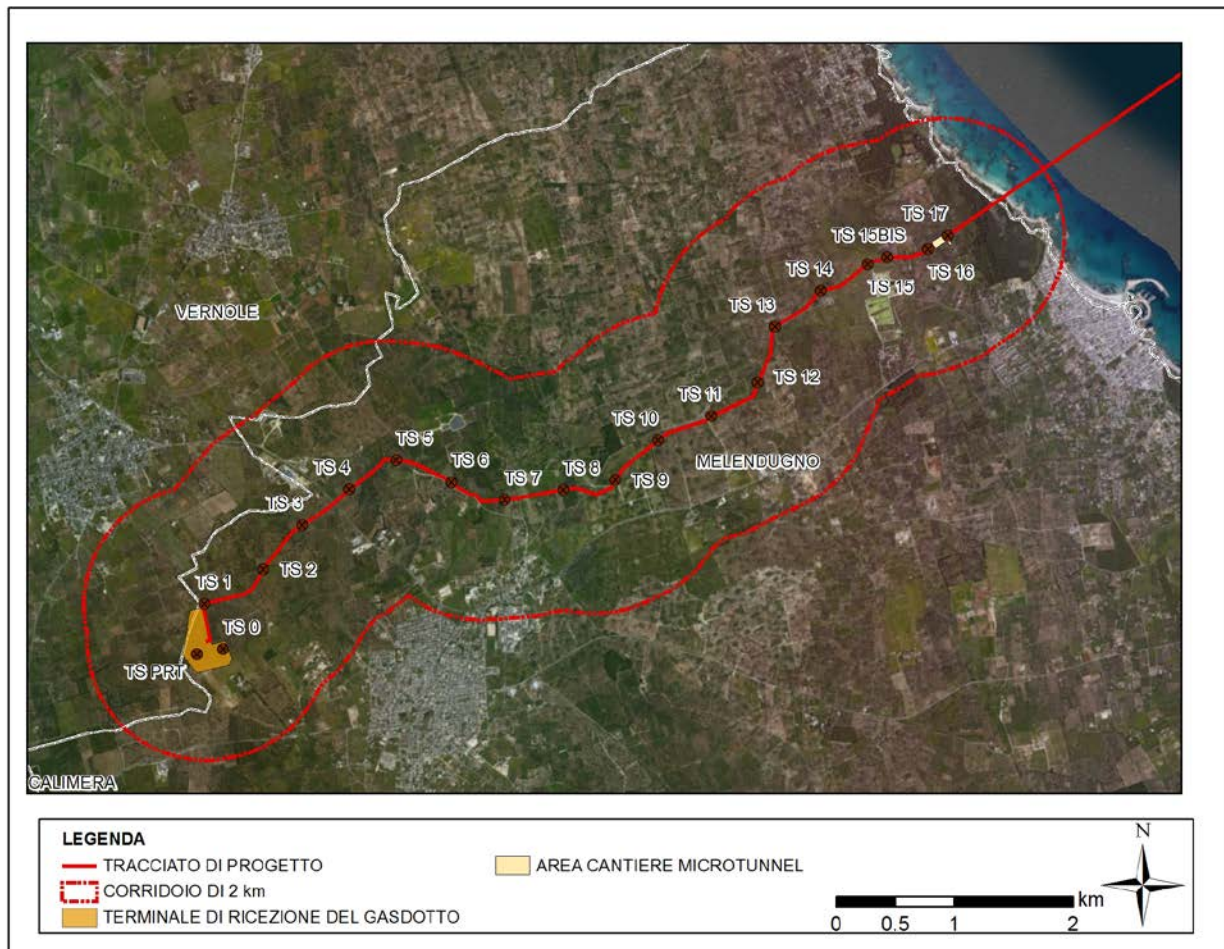 TS 17
TS 15BIS
TS 16
TS 14
TS 15
TS 13
VERNOLE
TS 12
TS 11
TS 10
TS 5
MELENDUGNO
TS 6
TS 4
TS 7
TS 8
TS 9
TS 3
TS 2
TS 1
TS 0
TS PRT
CALIMERA
LEGENDA
TRACCIATO DI PROGETTO
CORRIDOIO DI 2 km
TERMINALE DI RICEZIONE DEL GASDOTTO
AREA CANTIERE MICROTUNNEL
N
km
0 0.5 1 2